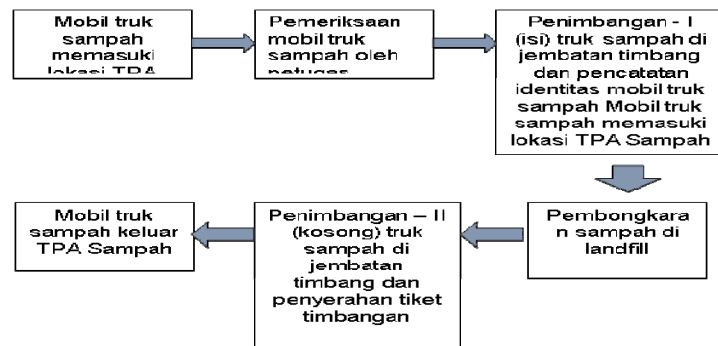 Mobil truk
sampah
memasuki
lokasi TPA
Pemeriksaan
mobil truk
sampah oleh
petugas
Penimbangan - I
(isi) truk sampah di
jembatan timbang
dan pencatatan
identitas mobil truk
sampah Mobil truk
sampah memasuki
lokasi TPA Sampah
Pembongkara
n sampah di
landfill
Penimbangan – II
(kosong) truk
sampah di
jembatan
timbang dan
penyerahan tiket
timbangan
Mobil truk
sampah keluar
TPA Sampah